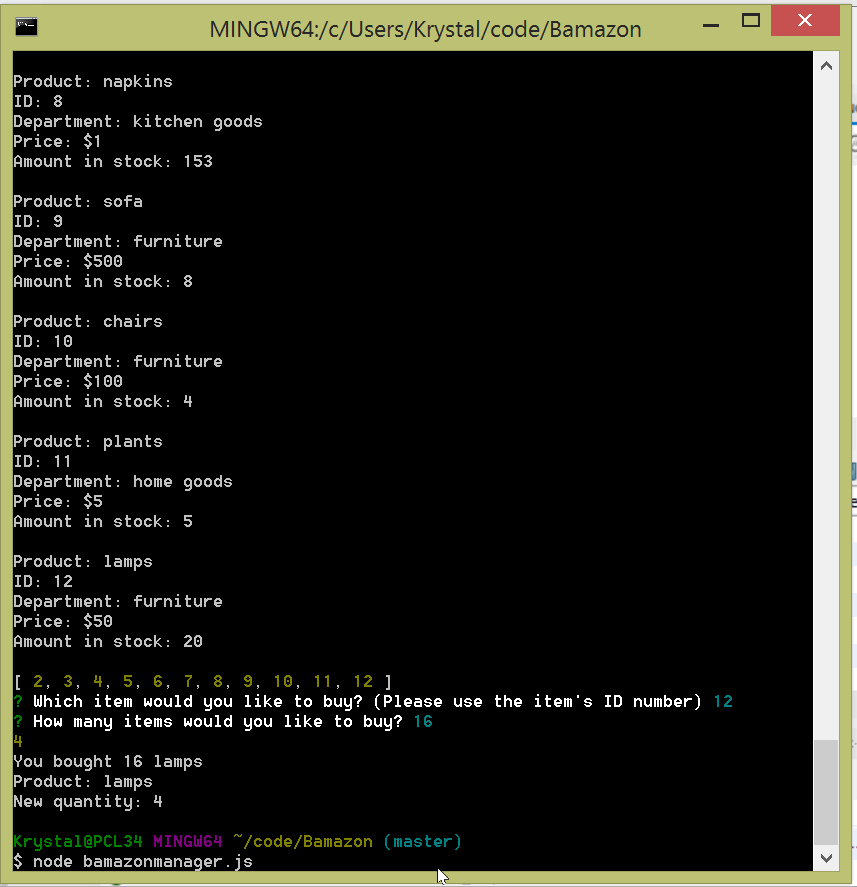 MINGW64:/c/Users/Krystal/code/Bamazon
Product: napkins
ID: 8
Department: kitchen goods
Price: $1
Amount in stock: 153
Product: sofa
ID: 9
Department: furniture
Price: $500
Amount in stock: 8
Product: chairs
ID: 10
Department: furniture
Price: $100
Amount in stock: 4
Product: plants
ID: 11
Department: home goods
Price: $5
Amount in stock: 5
Product: lamps
ID: 12
Department: furniture
Price: $50
Amount in stock: 20
[ 2, 3, 4, 5, 6, 7, 8, 9, 10, 11, 12 ]
? Which item would you like to buy? (Please use the item's ID number) 12
? How many items would you like to buy? 16
4
You bought 16 lamps
Product: lamps
New quantity: 4
Krystal@PCL34 MINGW64 ~/code/Bamazon (master)
$ node bamazonmanager.js